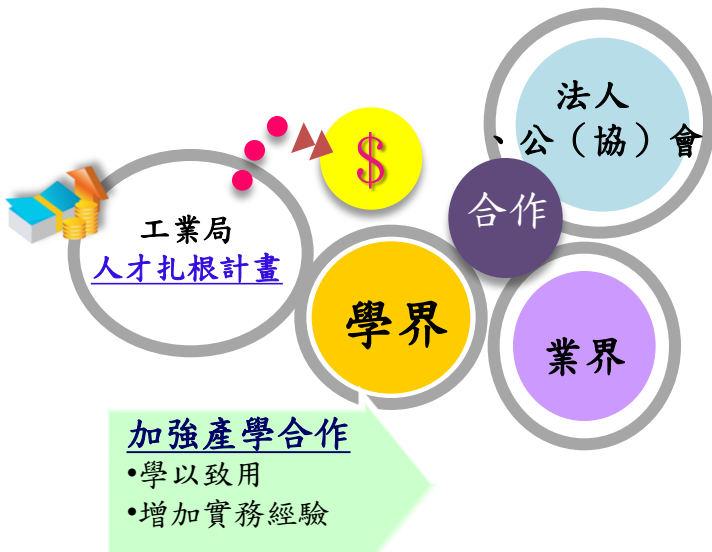 法人
、公（協）會
$
合作
工業局
人才扎根計畫
學界
業界
加強產學合作
•學以致用
•增加實務經驗